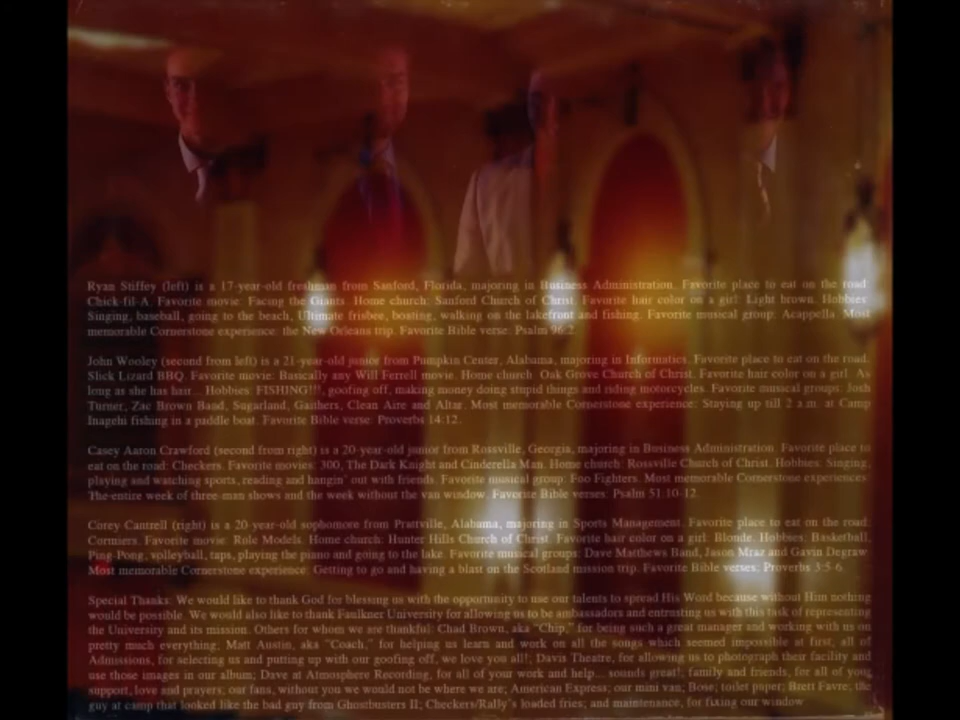 Ryan Stiffey (left) is a 17-year-old freshman from Sanford, Florida, majoring in Business Administration. Favorite place to eat on the road:
Chick-fil-A. Favorite movie: Facing the Giants. Home church: Sanford Church of Christ. Favorite hair color on a girl: Light brown. Hobbies:
Singing, baseball, going to the beach, Ultimate frisbee, boating, walking on the lakefront and fishing. Favorite musical group: Acappella. Most
memorable Cornerstone experience: the New Orleans trip. Favorite Bible verse: Psalm 96:2.
John Wooley (second from left) is a 21-year-old junior from Pumpkin Center, Alabama, majoring in Informatics. Favorite place to eat on the road:
Slick Lizard BBQ. Favorite movie: Basically any Will Ferrell movie. Home church: Oak Grove Church of Christ. Favorite hair color on a girl: As
long as she has hair... Hobbies: FISHING!!!, goofing off, making money doing stupid things and riding motorcycles. Favorite musical groups: Josh
Turner, Zac Brown Band, Sugarland, Gaithers, Clean Aire and Altar. Most memorable Cornerstone experience: Staying up till 2 a.m. at Camp
Inagehi fishing in a paddle boat. Favorite Bible verse: Proverbs 14:12.
Casey Aaron Crawford (second from right) is a 20-year-old junior from Rossville, Georgia, majoring in Business Administration. Favorite place to
eat on the road: Checkers. Favorite movies: 300, The Dark Knight and Cinderella Man. Home church: Rossville Church of Christ. Hobbies: Singing,
playing and watching sports, reading and hangin' out with friends. Favorite musical group: Foo Fighters. Most memorable Cornerstone experiences:
The entire week of three-man shows and the week without the van window. Favorite Bible verses: Psalm 51:10-12.
Corey Cantrell (right) is a 20-year-old sophomore from Prattville, Alabama, majoring in Sports Management. Favorite place to eat on the road:
Cormiers. Favorite movie: Role Models. Home church: Hunter Hills Church of Christ. Favorite hair color on a girl: Blonde. Hobbies: Basketball,
Ping-Pong, volleyball, taps, playing the piano and going to the lake. Favorite musical groups: Dave Matthews Band, Jason Mraz and Gavin Degraw.
Most memorable Cornerstone experience: Getting to go and having a blast on the Scotland mission trip. Favorite Bible verses: Proverbs 3:5-6.
Special Thanks: We would like to thank God for blessing us with the opportunity to use our talents to spread His Word because without Him nothing
would be possible. We would also like to thank Faulkner University for allowing us to be ambassadors and entrusting us with this task of representing
the University and its mission. Others for whom we are thankful: Chad Brown, aka "Chip," for being such a great manager and working with us on
pretty much everything; Matt Austin, aka "Coach," for helping us learn and work on all the songs which seemed impossible at first; all of
Admissions, for selecting us and putting up with our goofing off, we love you all!; Davis Theatre, for allowing us to photograph their facility and
use those images in our album; Dave at Atmosphere Recording, for all of your work and help... sounds great!; family and friends, for all of your
support, love and prayers; our fans, without you we would not be where we are; American Express; our mini van; Bose; toilet paper; Brett Favre; the
guy at camp that looked like the bad guy from Ghostbusters II; Checkers/Rally's loaded fries; and maintenance, for fixing our window.